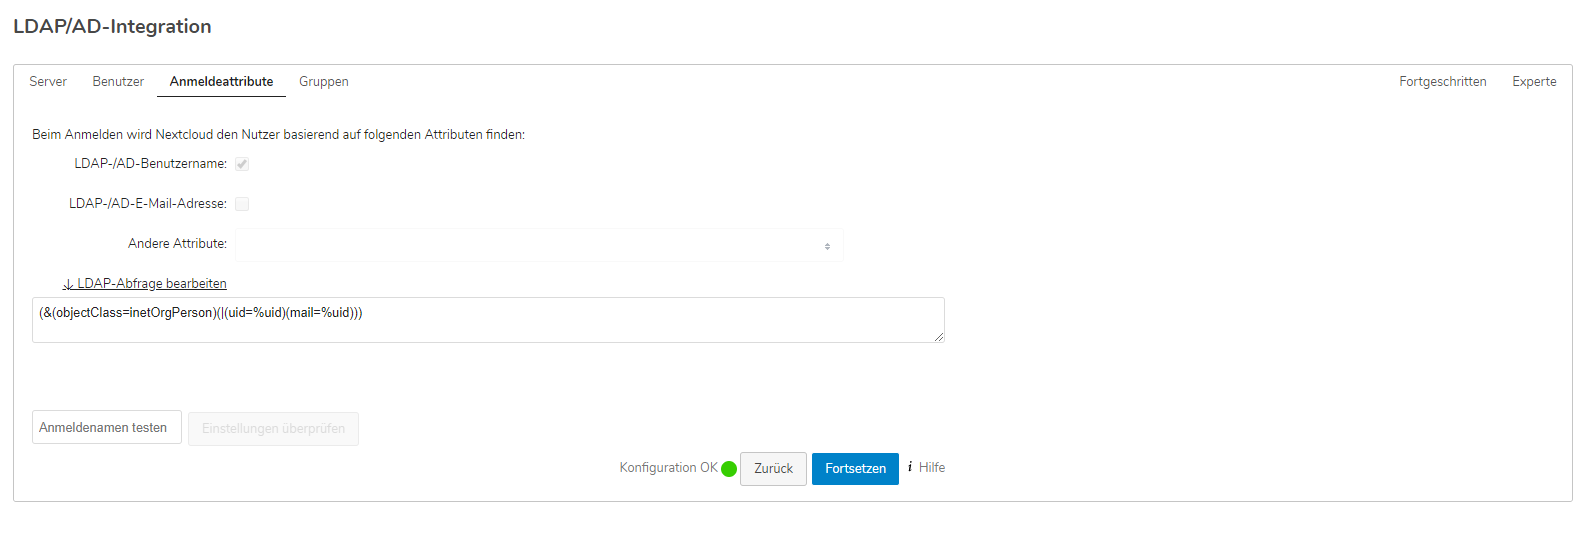 LDAP/AD-Integration
Server Benutzer Anmeldeattribute Gruppen Fortgeschritten Experte
Beim Anmelden wird Nextcloud den Nutzer basierend auf folgenden Attributen finden:
LDAP-/AD-Benutzername:
LDAP-/AD-E-Mail-Adresse:
Andere Attribute:
↓ LDAP-Abfrage bearbeiten
(&(objectClass=inetOrgPerson)(|(uid=%uid)(mail=%uid)))
Anmeldenamen testen Einstellungen überprüfen
Konfiguration OK Zurück Fortsetzen i Hilfe